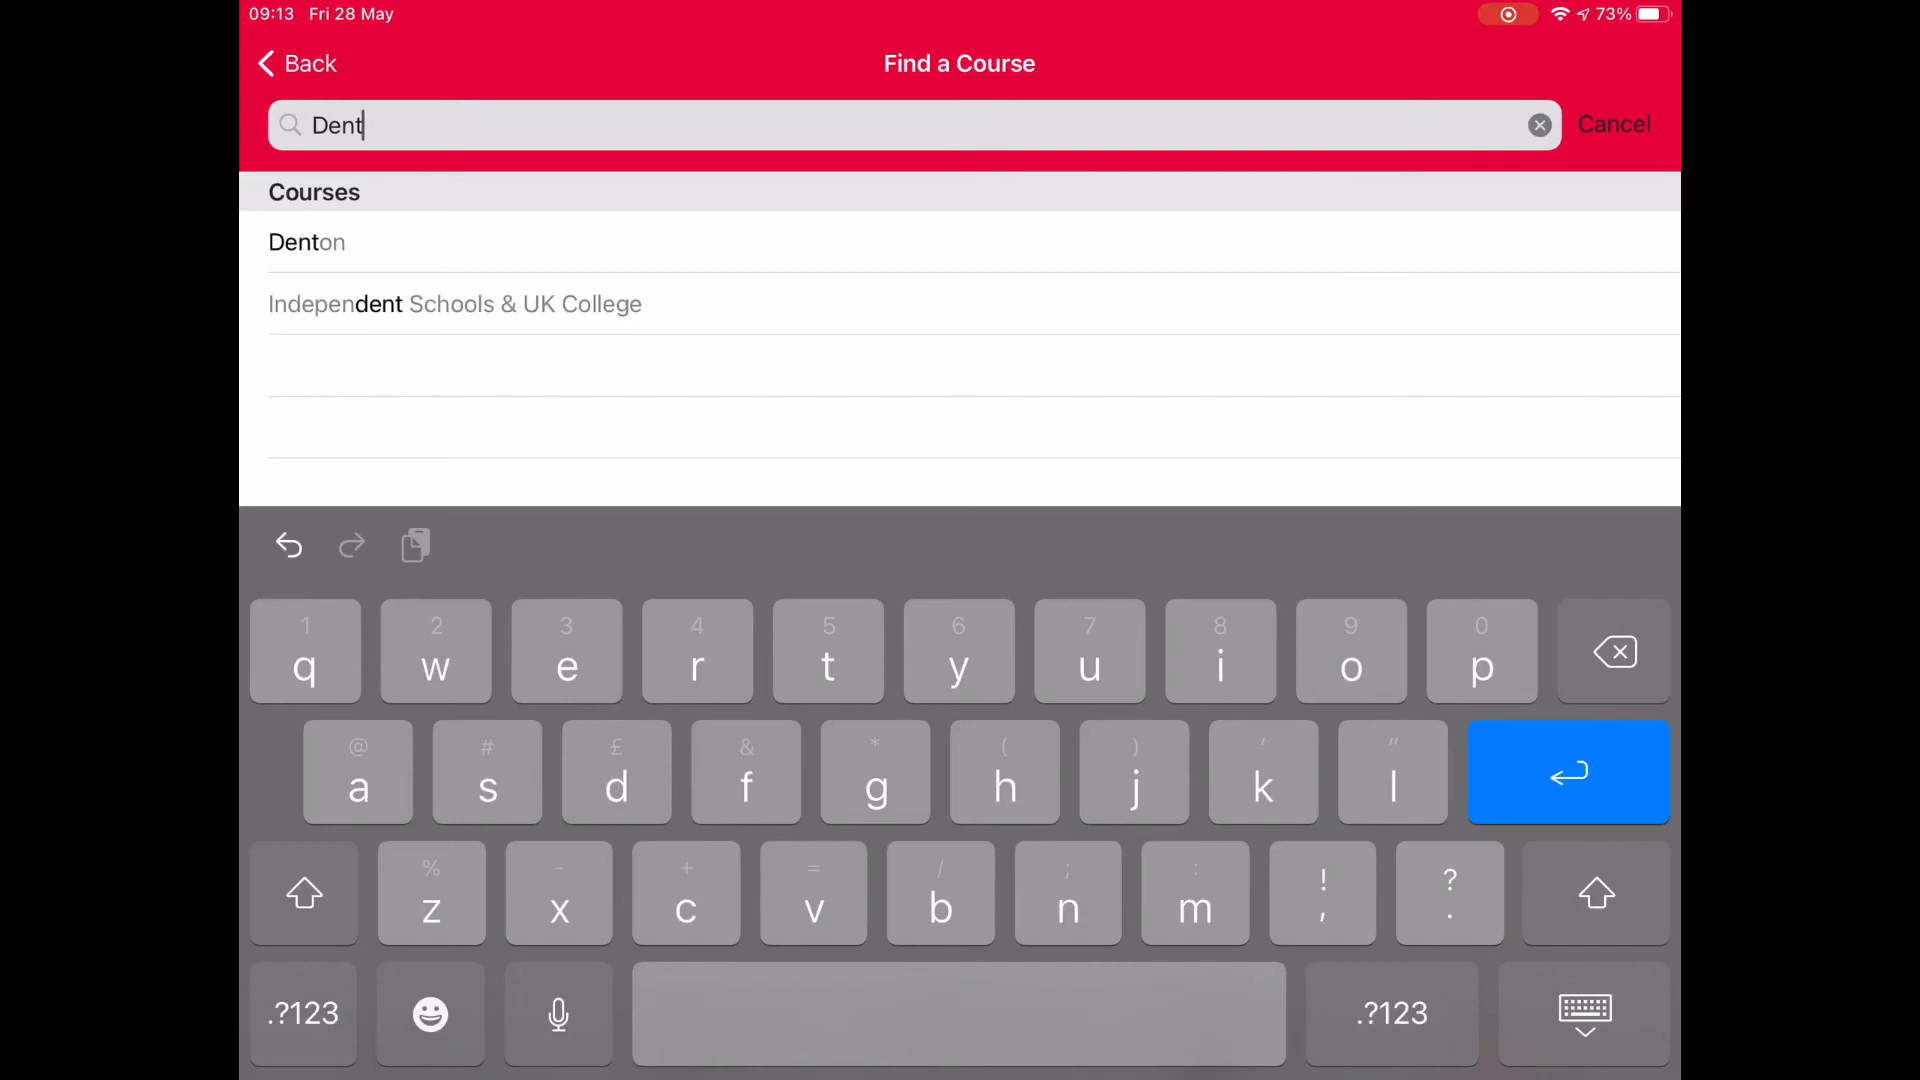 09:13 Fri 28 May 73%
Back Find a Course
Dent Cancel
Courses
Denton
Independent Schools & UK College
1 2 3 4 5 6 7 8 9 0
q w e r t y u i o p
@ # £ & * ( ) ' "
a s d f g h j k l
% - + = / ; : ! ?
z x c v b n m , .
.?123 .?123